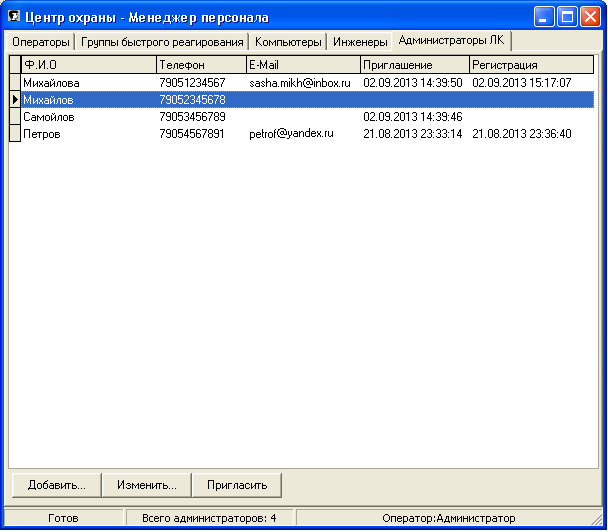 Центр охраны - Менеджер персонала
Операторы Группы быстрого реагирования Компьютеры Инженеры Администраторы ЛК
Ф.И.О Телефон E-Mail Приглашение Регистрация
Михайлова 79051234567 sasha.mikh@inbox.ru 02.09.2013 14:39:50 02.09.2013 15:17:07
Михайлов 79052345678
Самойлов 79053456789 02.09.2013 14:39:46
Петров 79054567891 petrof@yandex.ru 21.08.2013 23:33:14 21.08.2013 23:36:40
Добавить... Изменить... Пригласить
Готов Всего администраторов: 4 Оператор:Администратор